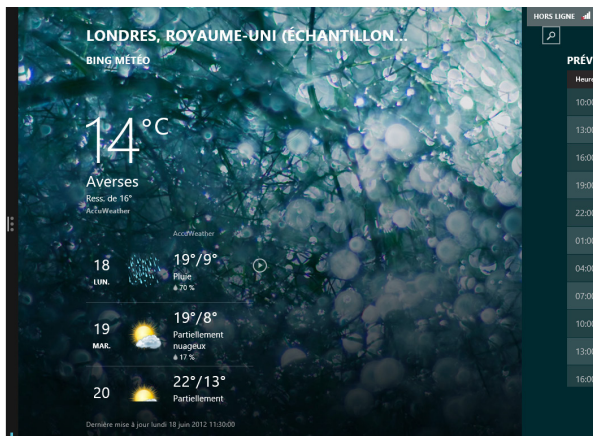 LONDRES, ROYAUME-UNI (ÉCHANTILLON...
BING MÉTÉO
14°C
Averses
Ress. de 16°
AccuWeather
AccuWeather
18
LUN.
19°/9°
Pluie
70 %
19
MAR.
19°/8°
Partiellement
nuageux
17 %
20
22°/13°
Partiellement
Dernière mise à jour lundi 18 juin 2012 11:30:00
HORS LIGNE
PRÉV
Heure
10:00
13:00
16:00
19:00
22:00
01:00
04:00
07:00
10:00
13:00
16:00